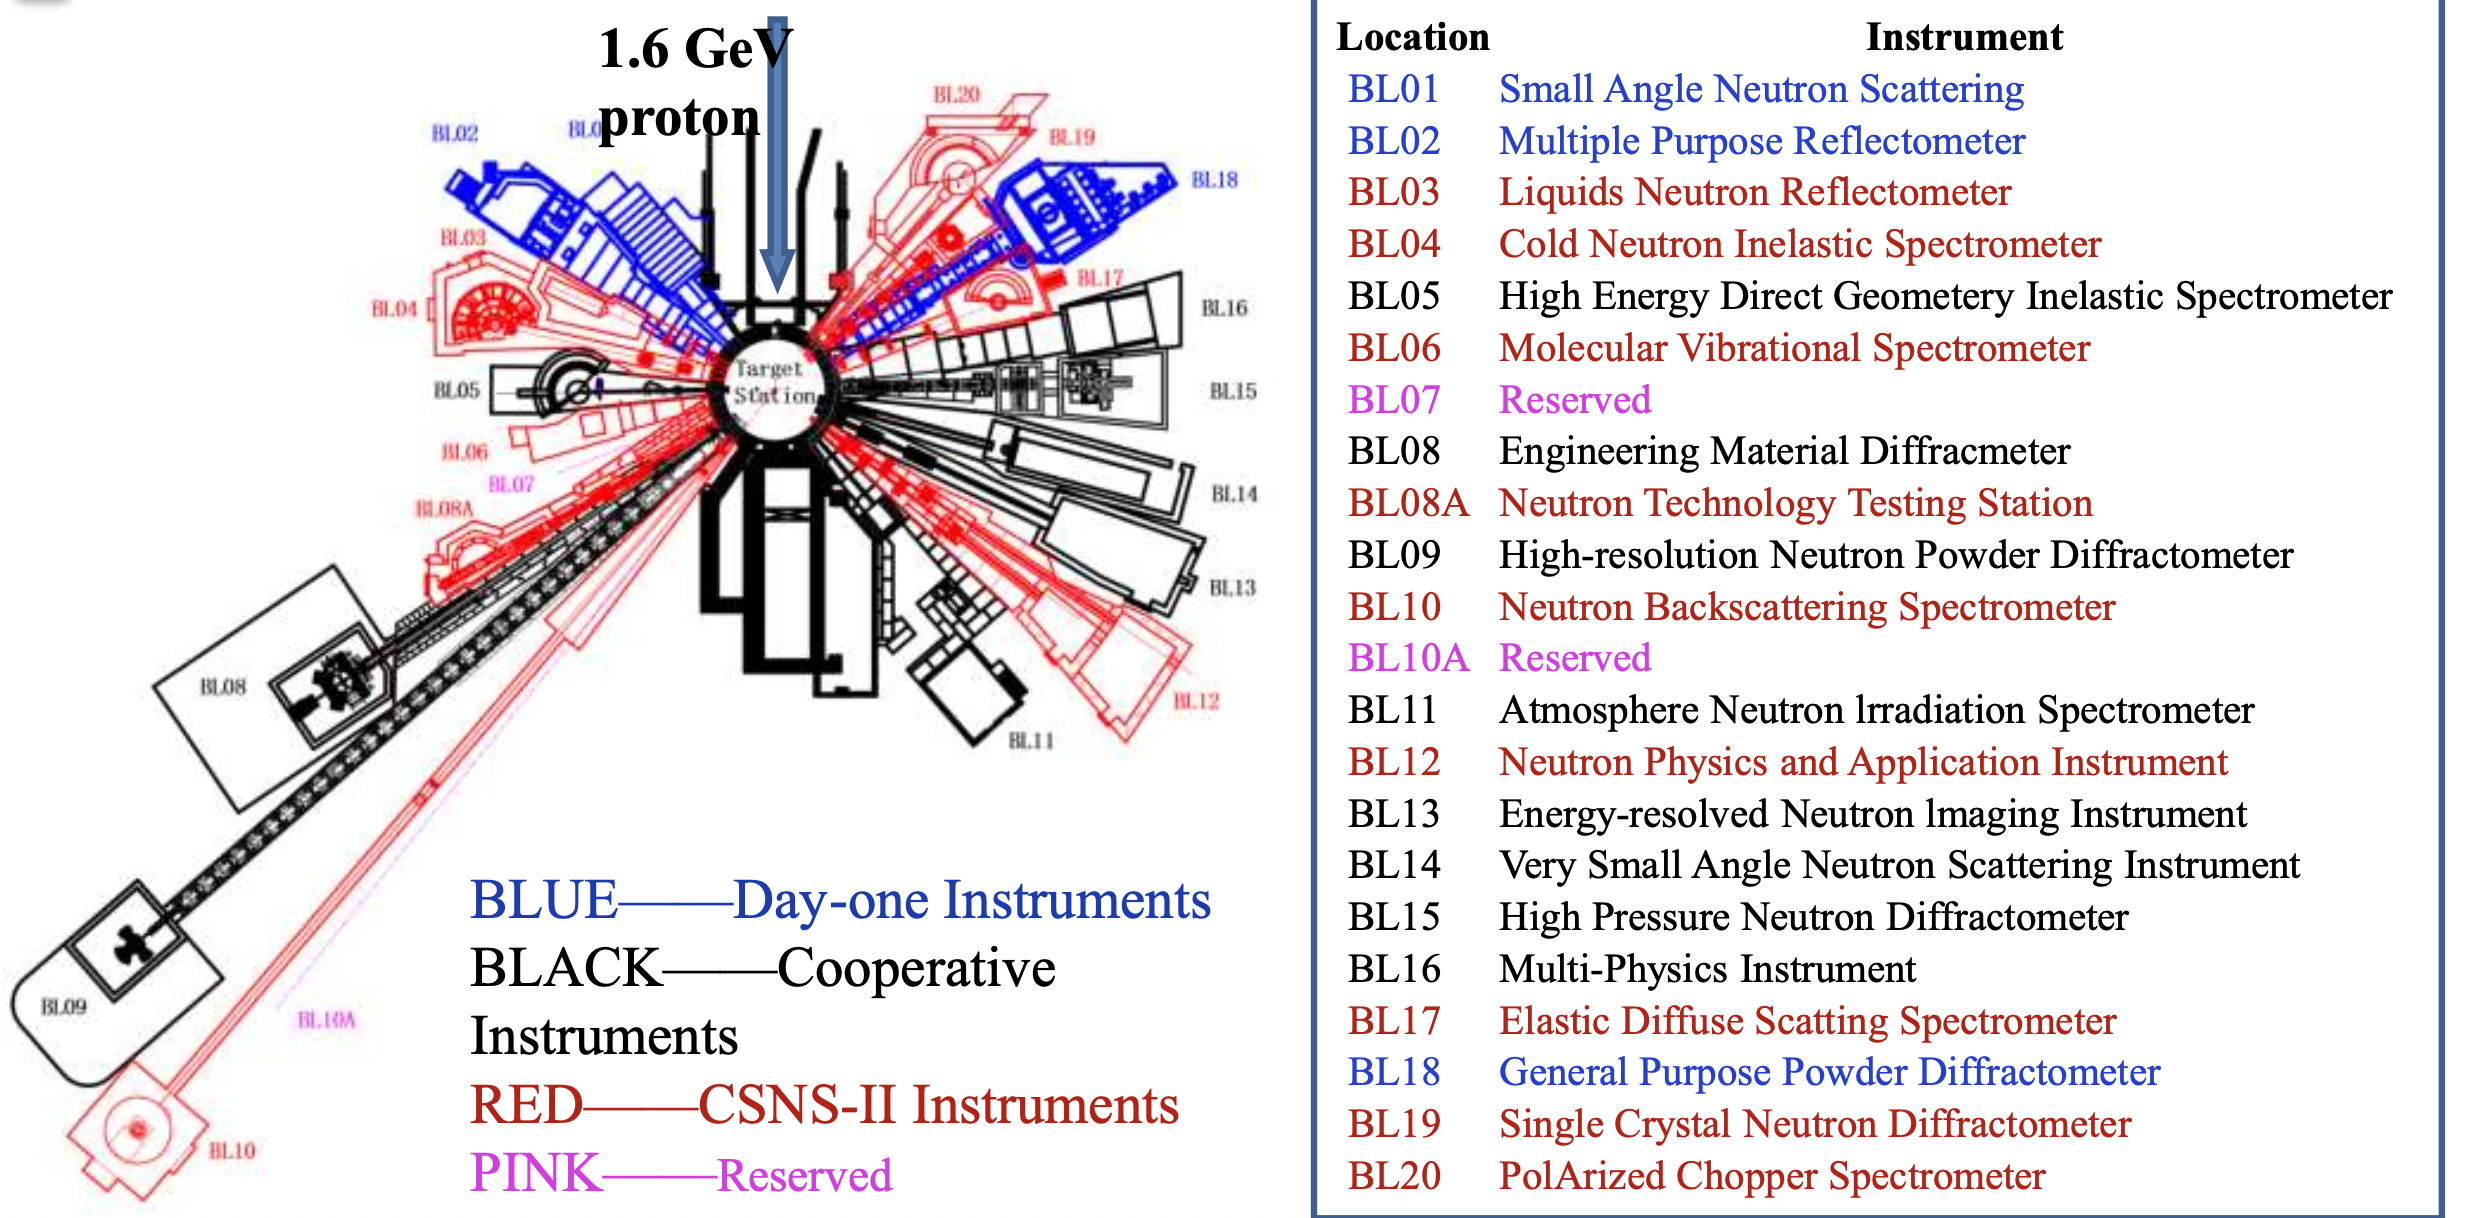 1.6 GeV
proton
BL20
BL02
BL0
BL19
BL18
BL03
BL17
BL04
BL16
Target
Station
BL05
BL15
BL06
BL07
BL14
BL08A
BL13
BL08
BL12
BL11
BL09
BL10A
BL10
BLUE——Day-one Instruments
BLACK——Cooperative
Instruments
RED——CSNS-II Instruments
PINK——Reserved
Location Instrument
BL01 Small Angle Neutron Scattering
BL02 Multiple Purpose Reflectometer
BL03 Liquids Neutron Reflectometer
BL04 Cold Neutron Inelastic Spectrometer
BL05 High Energy Direct Geometery Inelastic Spectrometer
BL06 Molecular Vibrational Spectrometer
BL07 Reserved
BL08 Engineering Material Diffracmeter
BL08A Neutron Technology Testing Station
BL09 High-resolution Neutron Powder Diffractometer
BL10 Neutron Backscattering Spectrometer
BL10A Reserved
BL11 Atmosphere Neutron lrradiation Spectrometer
BL12 Neutron Physics and Application Instrument
BL13 Energy-resolved Neutron lmaging Instrument
BL14 Very Small Angle Neutron Scattering Instrument
BL15 High Pressure Neutron Diffractometer
BL16 Multi-Physics Instrument
BL17 Elastic Diffuse Scatting Spectrometer
BL18 General Purpose Powder Diffractometer
BL19 Single Crystal Neutron Diffractometer
BL20 PolArized Chopper Spectrometer